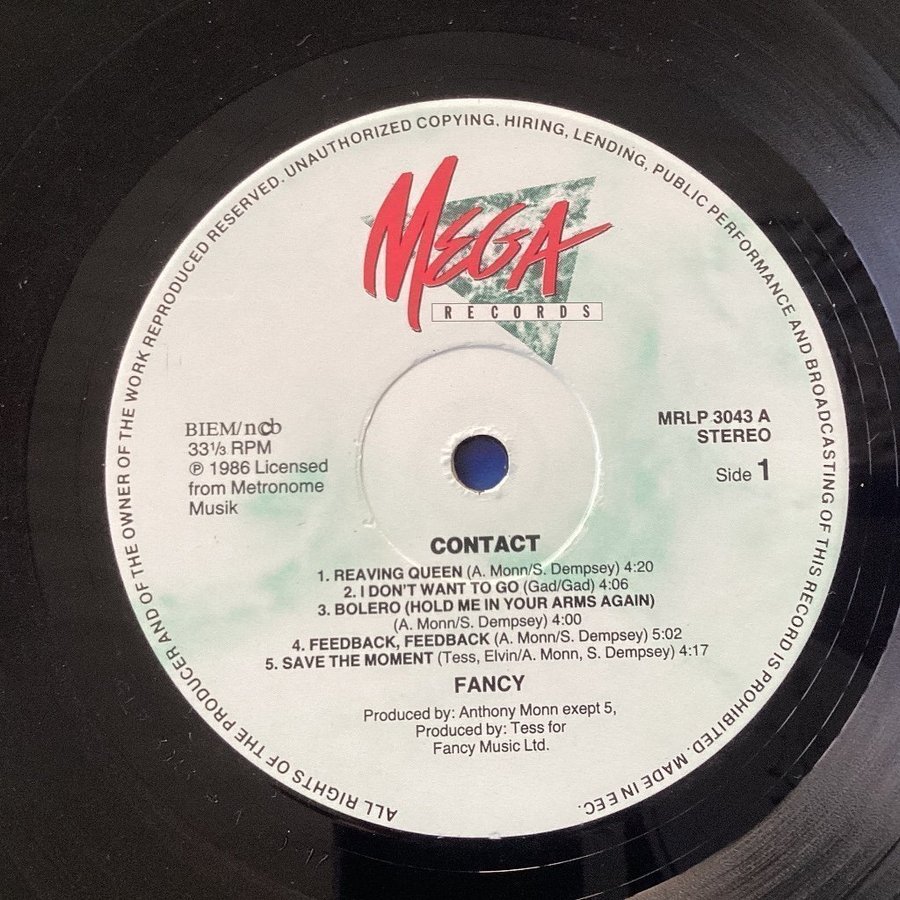 ALL RIGHTS OF THE PRODUCER AND OF THE OWNER OF THE WORK REPRODUCED RESERVED. UNAUTHORIZED COPYING, HIRING, LENDING, PUBLIC PERFORMANCE AND BROADCASTING OF THIS RECORD IS PROHIBITED. MADE IN EEC.
MEGA
RECORDS
BIEM/ncb
33⅓ RPM
℗ 1986 Licensed
from Metronome
Musik
MRLP 3043 A
STEREO
Side 1
CONTACT
1. REAVING QUEEN (A. Monn/S. Dempsey) 4:20
2. I DON'T WANT TO GO (Gad/Gad) 4:06
3. BOLERO (HOLD ME IN YOUR ARMS AGAIN)
(A. Monn/S. Dempsey) 4:00
4. FEEDBACK, FEEDBACK (A. Monn/S. Dempsey) 5:02
5. SAVE THE MOMENT (Tess, Elvin/A. Monn, S. Dempsey) 4:17
FANCY
Produced by: Anthony Monn exept 5,
Produced by: Tess for
Fancy Music Ltd.